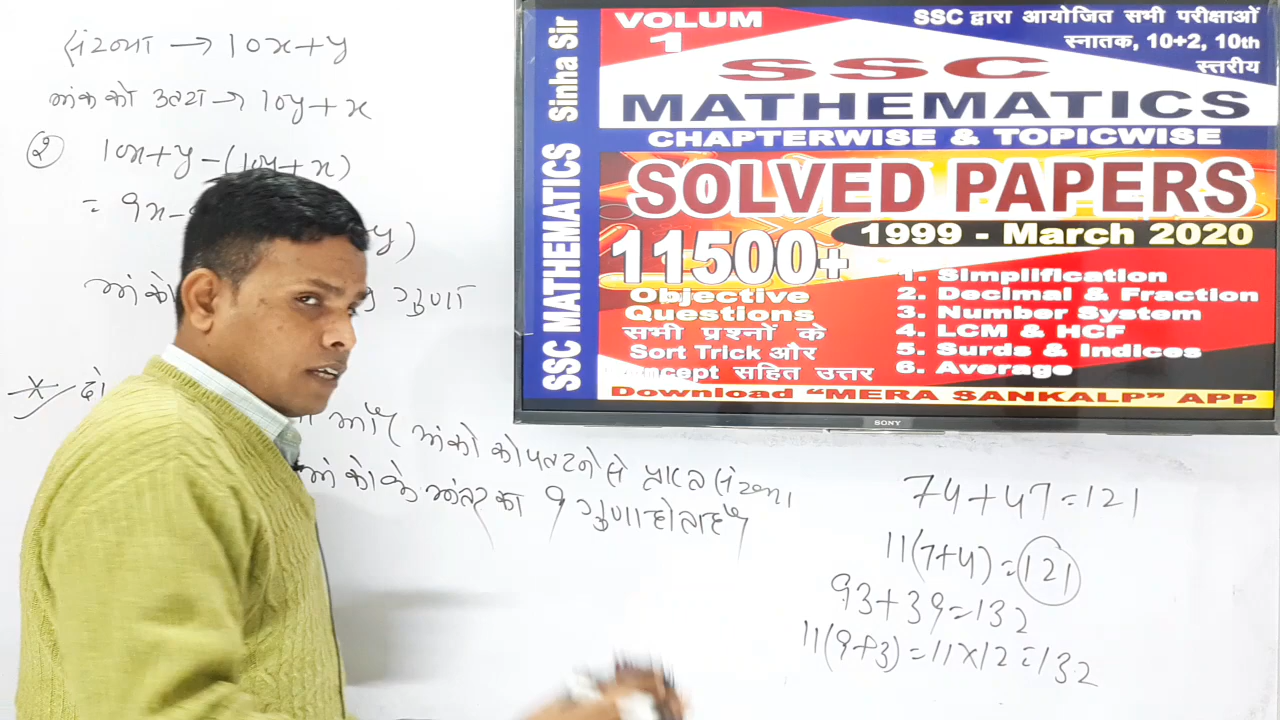 संख्या → 10x+y
अंक को उलटा → 10y+x
② 10x+y-(10y+x)
= 9x-
y)
गुणा
* दो
अंको को पलटने से प्राप्त संख्या
अंको के अंतर का 9 गुणा होता है
74+47=121
11(7+4)=121
93+39=132
11(9+3)=11×12=132
SSC MATHEMATICS Sinha Sir
VOLUM
1
SSC द्वारा आयोजित सभी परीक्षाओं
स्नातक, 10+2, 10th
स्तरीय
SSC
MATHEMATICS
CHAPTERWISE & TOPICWISE
SOLVED PAPERS
1999 - March 2020
11500+
Objective
Questions
सभी प्रश्नों के
Sort Trick और
oncept सहित उत्तर
1. Simplification
2. Decimal & Fraction
3. Number System
4. LCM & HCF
5. Surds & Indices
6. Average
Download "MERA SANKALP" APP
SONY